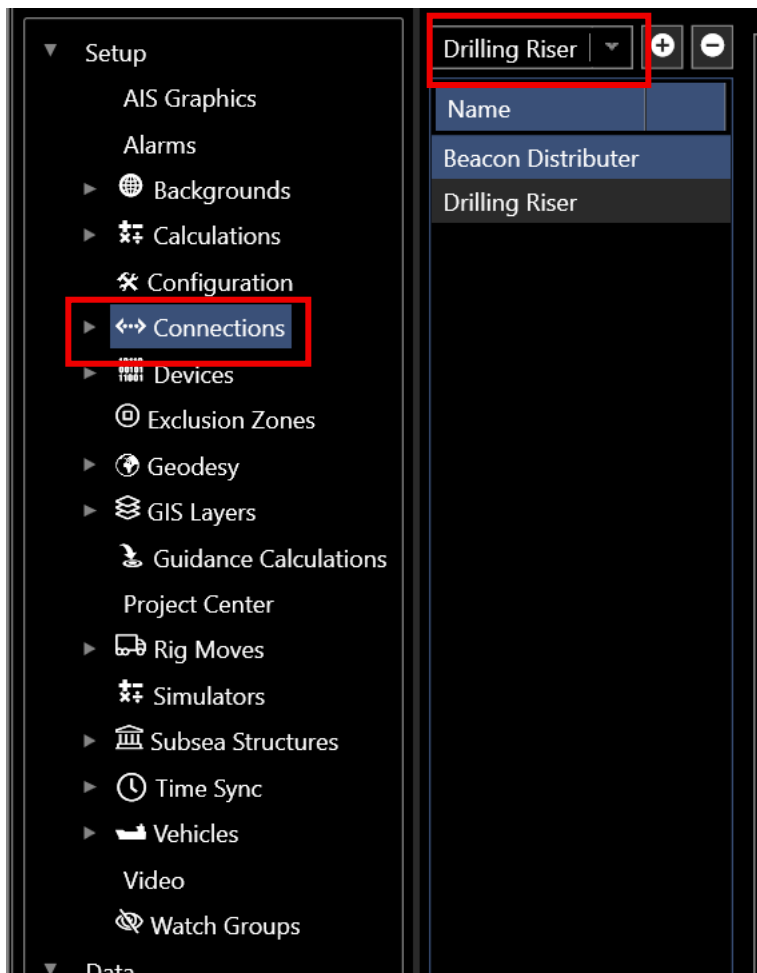 Setup
AIS Graphics
Alarms
Backgrounds
Calculations
Configuration
Connections
Devices
Exclusion Zones
Geodesy
GIS Layers
Guidance Calculations
Project Center
Rig Moves
Simulators
Subsea Structures
Time Sync
Vehicles
Video
Watch Groups
Data
Drilling Riser
Name
Beacon Distributer
Drilling Riser